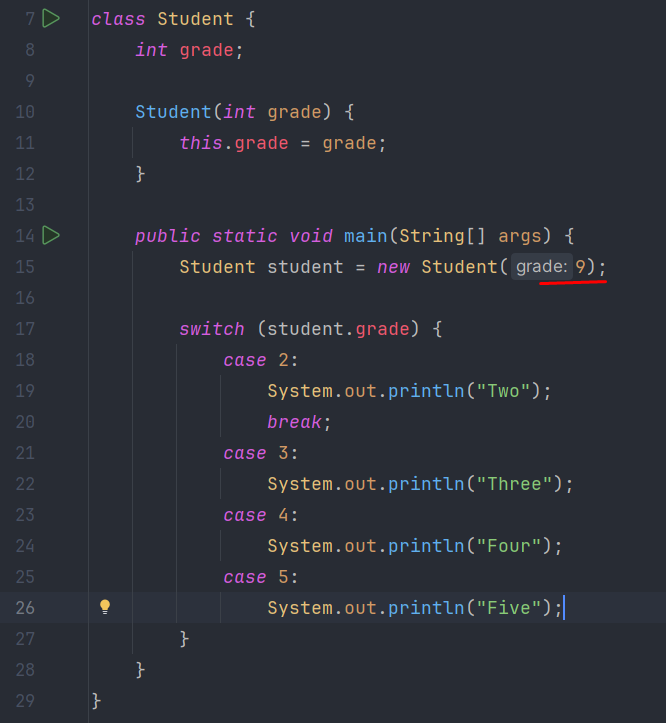 7 class Student {
8 int grade;
9
10 Student(int grade) {
11 this.grade = grade;
12 }
13
14 public static void main(String[] args) {
15 Student student = new Student( grade: 9);
16
17 switch (student.grade) {
18 case 2:
19 System.out.println("Two");
20 break;
21 case 3:
22 System.out.println("Three");
23 case 4:
24 System.out.println("Four");
25 case 5:
26 System.out.println("Five");
27 }
28 }
29 }